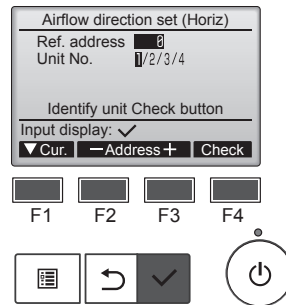 Airflow direction set (Horiz)
Ref. address 0
Unit No. 1/2/3/4
Identify unit Check button
Input display: ✓
▼ Cur. −Address+ Check
F1 F2 F3 F4